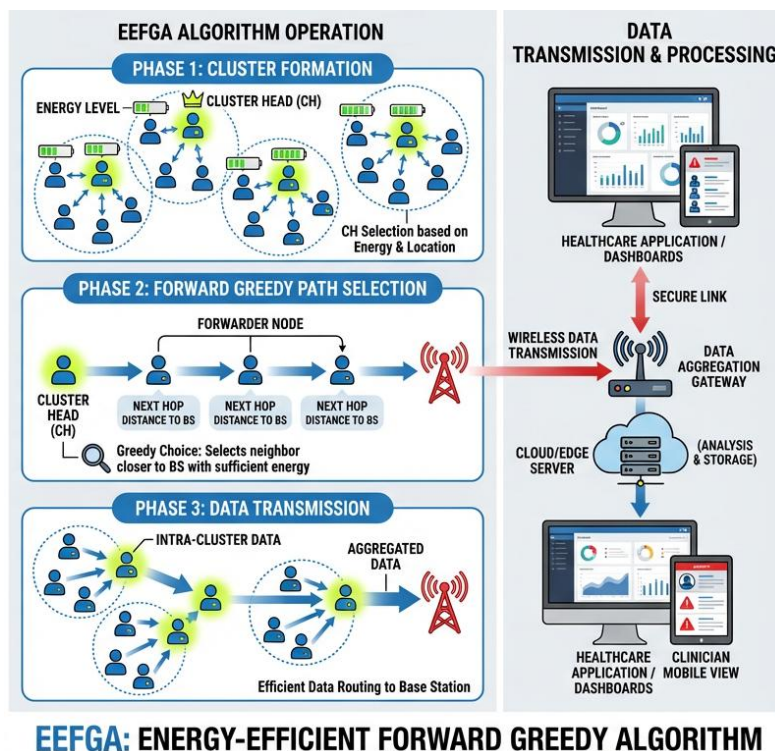 EEFGA ALGORITHM OPERATION
PHASE 1: CLUSTER FORMATION
ENERGY LEVEL
CLUSTER HEAD (CH)
CH Selection based on
Energy & Location
PHASE 2: FORWARD GREEDY PATH SELECTION
FORWARDER NODE
CLUSTER
HEAD
(CH)
NEXT HOP
DISTANCE TO BS
NEXT HOP
DISTANCE TO BS
NEXT HOP
DISTANCE TO BS
Greedy Choice: Selects neighbor
closer to BS with sufficient energy
PHASE 3: DATA TRANSMISSION
INTRA-CLUSTER DATA
AGGREGATED
DATA
Efficient Data Routing to Base Station
DATA
TRANSMISSION & PROCESSING
HEALTHCARE APPLICATION /
DASHBOARDS
SECURE LINK
WIRELESS DATA
TRANSMISSION
DATA
AGGREGATION
GATEWAY
CLOUD/EDGE
SERVER
(ANALYSIS
& STORAGE)
HEALTHCARE
APPLICATION /
DASHBOARDS
CLINICIAN
MOBILE VIEW
EEFGA: ENERGY-EFFICIENT FORWARD GREEDY ALGORITHM